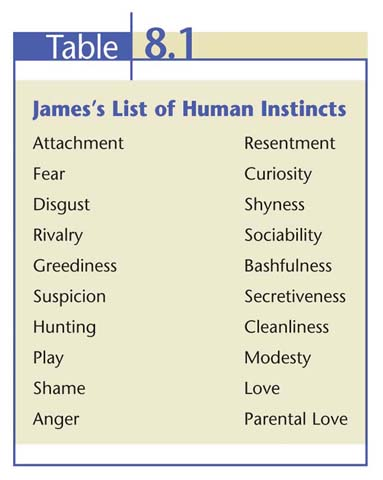 Table 8.1
James's List of Human Instincts
Attachment Resentment
Fear Curiosity
Disgust Shyness
Rivalry Sociability
Greediness Bashfulness
Suspicion Secretiveness
Hunting Cleanliness
Play Modesty
Shame Love
Anger Parental Love